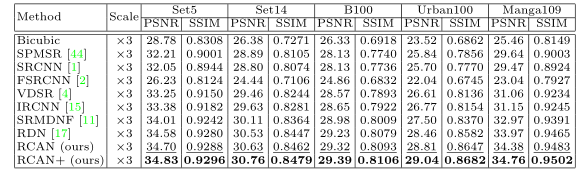 Method Scale Set5 Set14 B100 Urban100 Manga109
PSNR SSIM PSNR SSIM PSNR SSIM PSNR SSIM PSNR SSIM
Bicubic ×3 28.78 0.8308 26.38 0.7271 26.33 0.6918 23.52 0.6862 25.46 0.8149
SPMSR [44] ×3 32.21 0.9001 28.89 0.8105 28.13 0.7740 25.84 0.7856 29.64 0.9003
SRCNN [1] ×3 32.05 0.8944 28.80 0.8074 28.13 0.7736 25.70 0.7770 29.47 0.8924
FSRCNN [2] ×3 26.23 0.8124 24.44 0.7106 24.86 0.6832 22.04 0.6745 23.04 0.7927
VDSR [4] ×3 33.25 0.9150 29.46 0.8244 28.57 0.7893 26.61 0.8136 31.06 0.9234
IRCNN [15] ×3 33.38 0.9182 29.63 0.8281 28.65 0.7922 26.77 0.8154 31.15 0.9245
SRMDNF [11] ×3 34.01 0.9242 30.11 0.8364 28.98 0.8009 27.50 0.8370 32.97 0.9391
RDN [17] ×3 34.58 0.9280 30.53 0.8447 29.23 0.8079 28.46 0.8582 33.97 0.9465
RCAN (ours) ×3 34.70 0.9288 30.63 0.8462 29.32 0.8093 28.81 0.8647 34.38 0.9483
RCAN+ (ours) ×3 34.83 0.9296 30.76 0.8479 29.39 0.8106 29.04 0.8682 34.76 0.9502